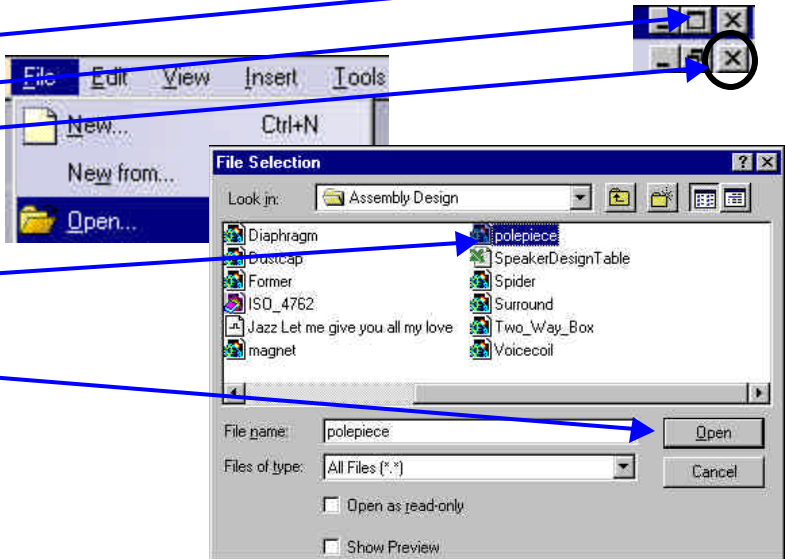 File Edit View Insert Tools
New... Ctrl+N
New from...
Open...
File Selection
Look in: Assembly Design
Diaphragm
Dustcap
Former
ISO_4762
Jazz Let me give you all my love
magnet
polepiece
SpeakerDesignTable
Spider
Surround
Two_Way_Box
Voicecoil
File name: polepiece Open
Files of type: All Files (*.*) Cancel
Open as read-only
Show Preview